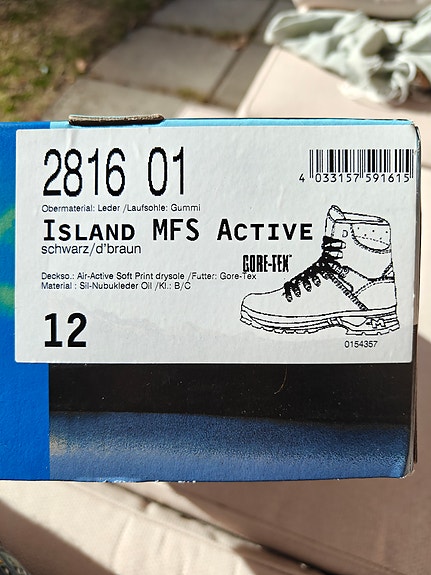 2816 01
Obermaterial: Leder /Laufsohle: Gummi
4 033157 591615
ISLAND MFS ACTIVE
schwarz/d'braun
GORE-TEX™
Deckso.: Air-Active Soft Print drysole /Futter: Gore-Tex
Material : Sil-Nubukleder Oil /Kl.: B/C
12
0154357